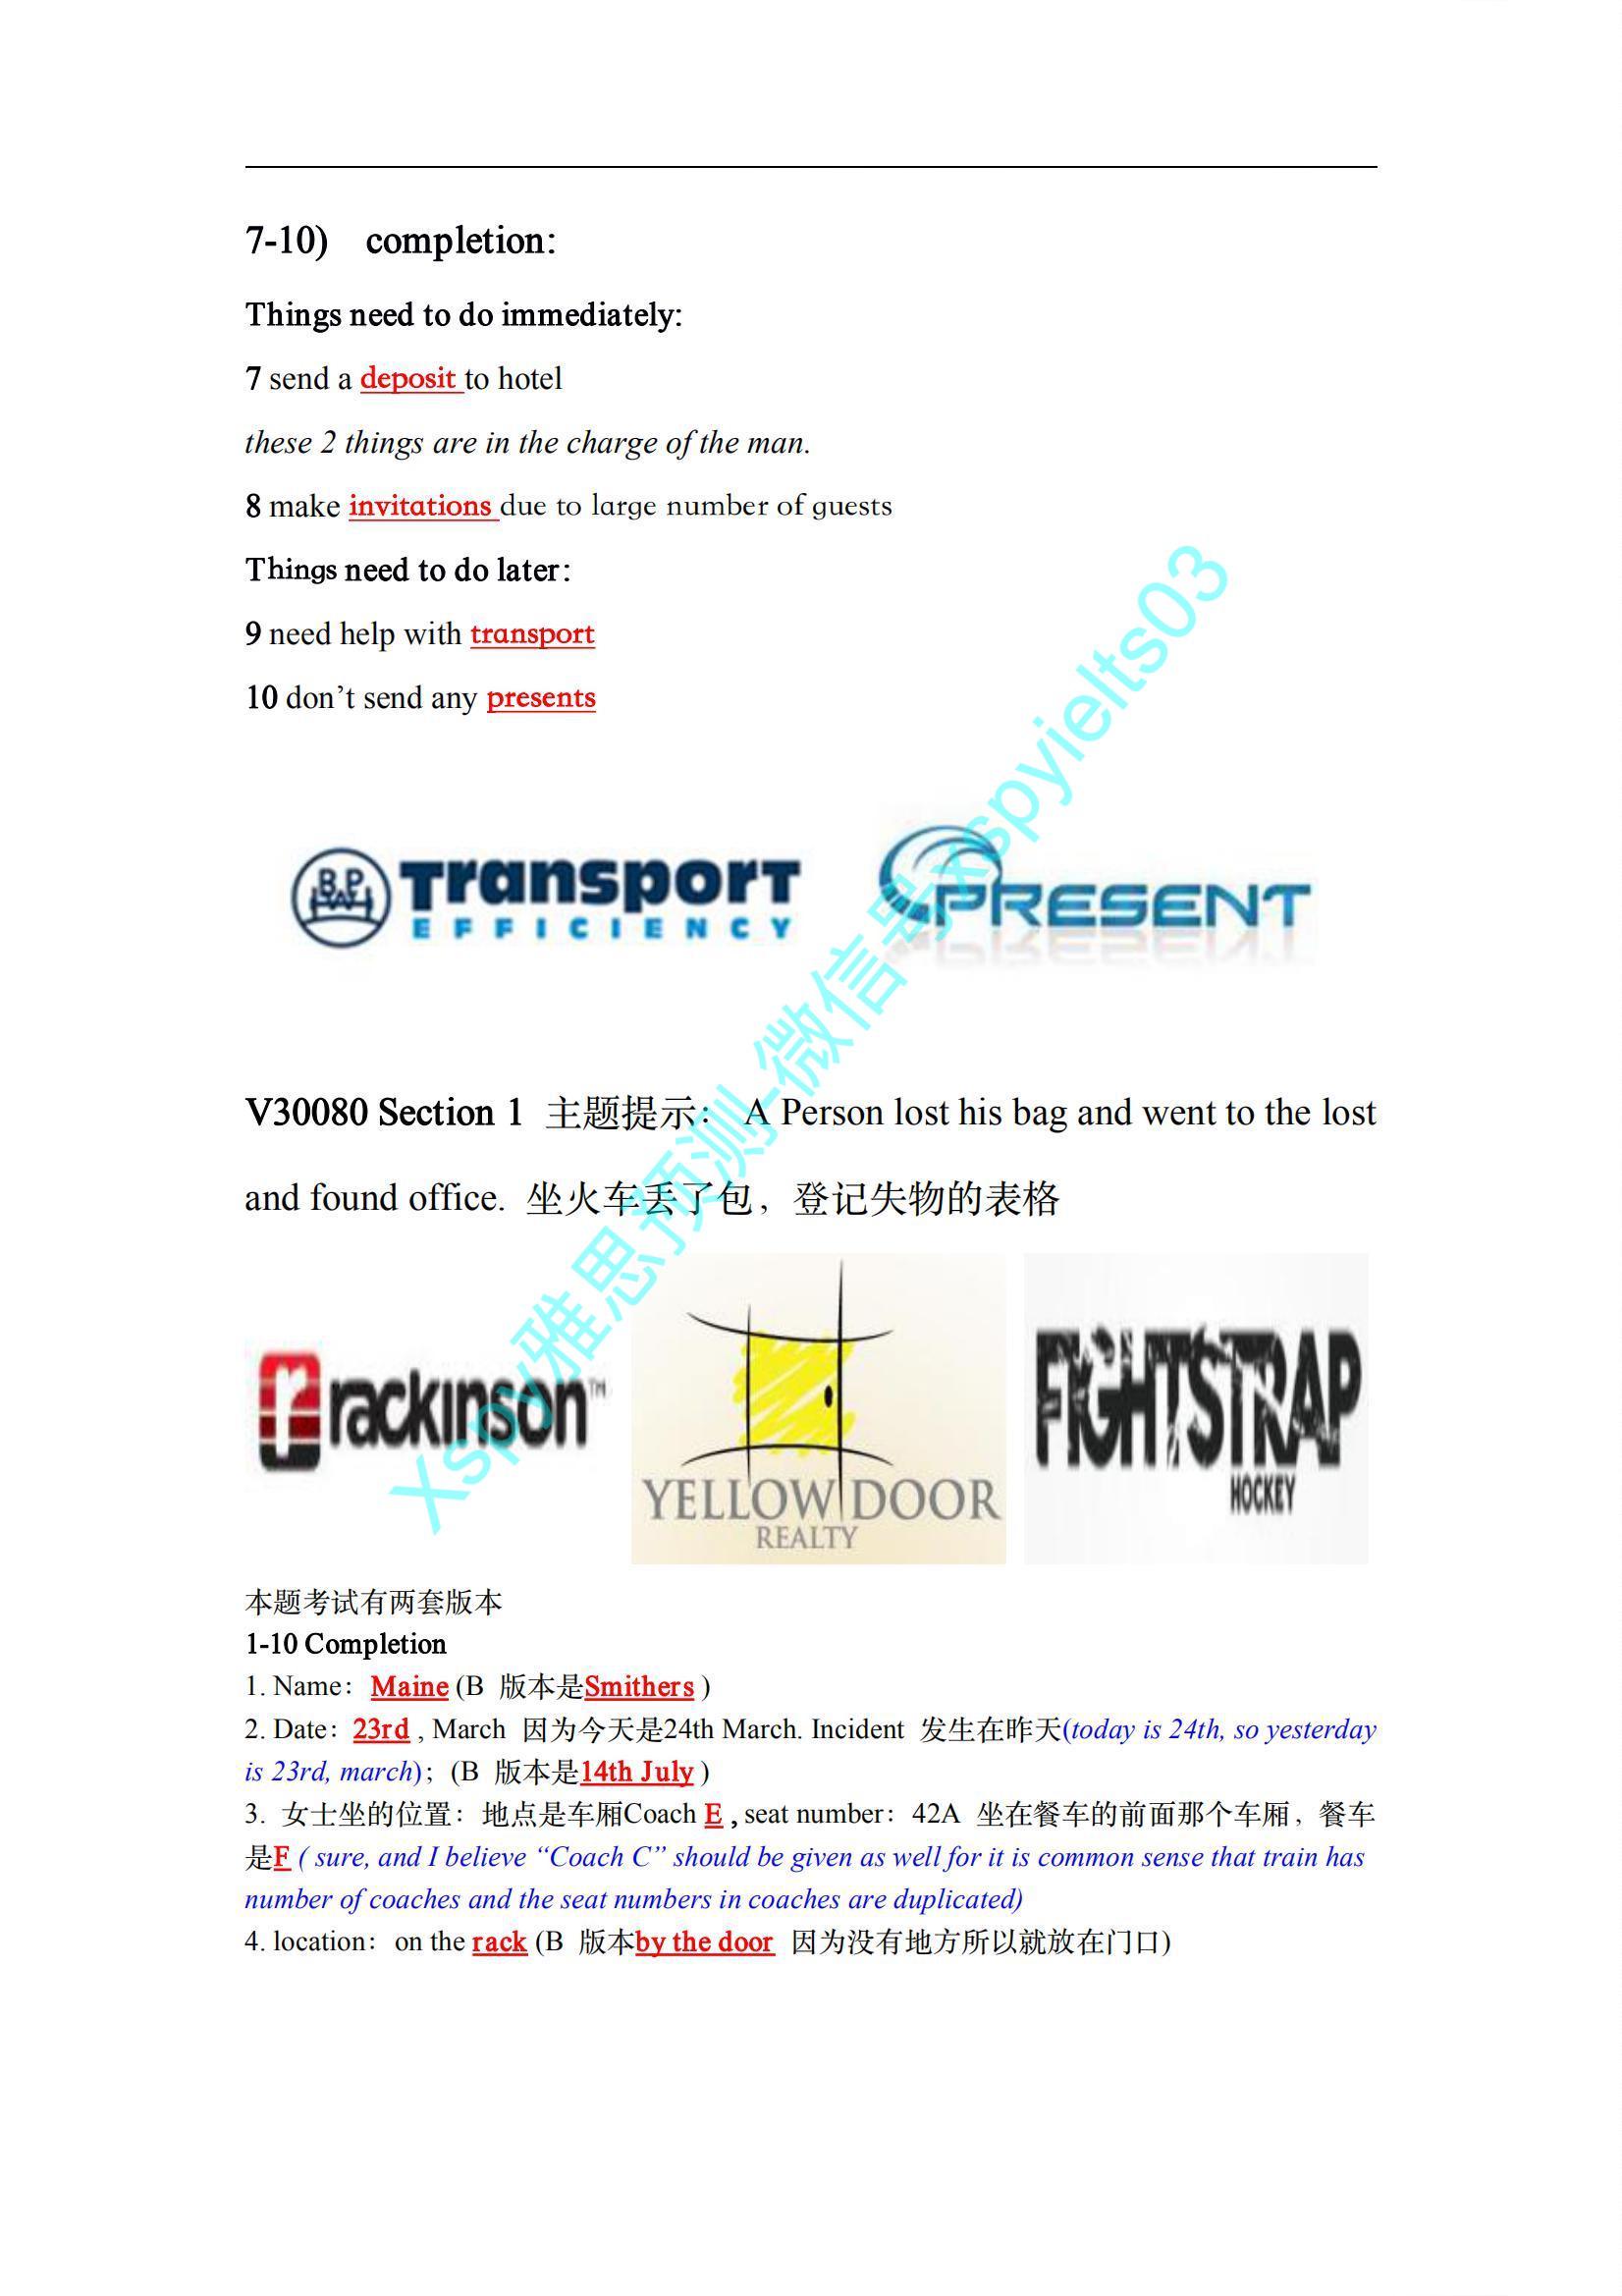 7-10) completion:
Things need to do immediately:
7 send a deposit to hotel
these 2 things are in the charge of the man.
8 make invitations due to large number of guests
Things need to do later:
9 need help with transport
10 don’t send any presents
BPW Transport
EFFICIENCY
PRESENT
V30080 Section 1 主题提示： A Person lost his bag and went to the lost
and found office. 坐火车丢了包，登记失物的表格
r rackinson™
YELLOW DOOR
REALTY
FIGHTSTRAP
HOCKEY
本题考试有两套版本
1-10 Completion
1. Name：Maine (B 版本是Smithers )
2. Date：23rd , March 因为今天是24th March. Incident 发生在昨天(today is 24th, so yesterday
is 23rd, march)；(B 版本是14th July )
3. 女士坐的位置：地点是车厢Coach E , seat number：42A 坐在餐车的前面那个车厢，餐车
是F ( sure, and I believe “Coach C” should be given as well for it is common sense that train has
number of coaches and the seat numbers in coaches are duplicated)
4. location：on the rack (B 版本by the door 因为没有地方所以就放在门口)
Xspy雅思预测-微信号xspyielts03